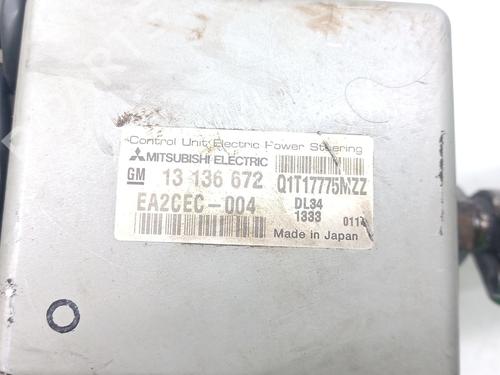 Control Unit Electric Power Steering
MITSUBISHI ELECTRIC
GM 13 136 672 Q1T17775MZZ
EA2CEC-004 DL34
1333 0114
Made in Japan